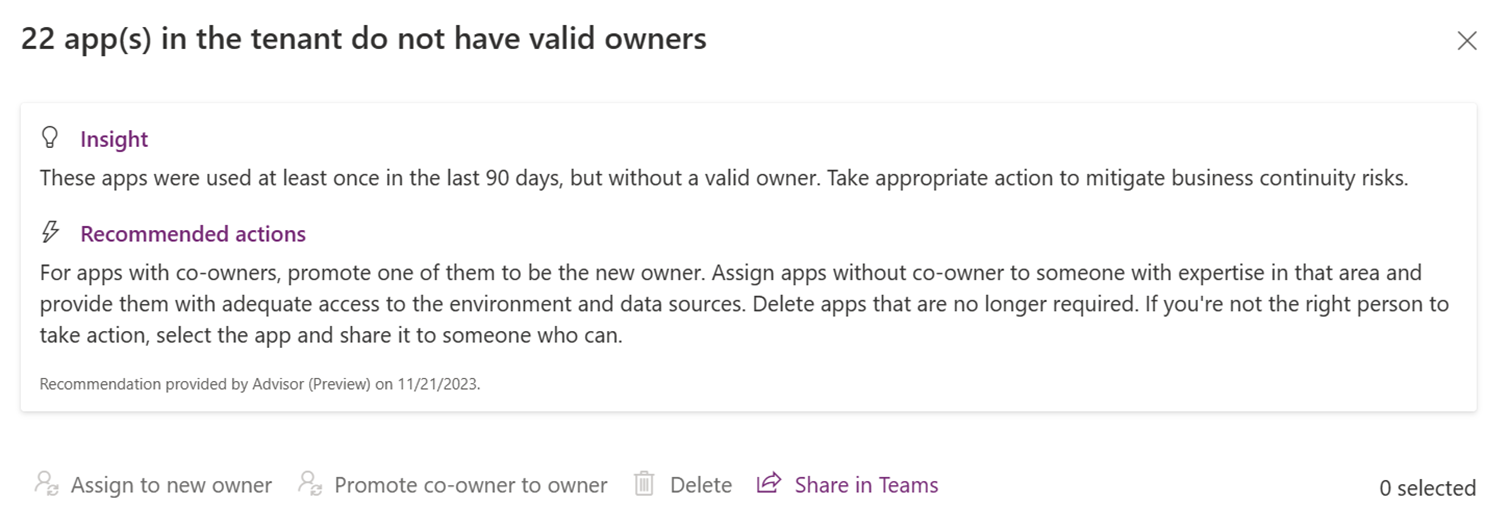 22 app(s) in the tenant do not have valid owners
Insight
These apps were used at least once in the last 90 days, but without a valid owner. Take appropriate action to mitigate business continuity risks.
Recommended actions
For apps with co-owners, promote one of them to be the new owner. Assign apps without co-owner to someone with expertise in that area and
provide them with adequate access to the environment and data sources. Delete apps that are no longer required. If you're not the right person to
take action, select the app and share it to someone who can.
Recommendation provided by Advisor (Preview) on 11/21/2023.
Assign to new owner Promote co-owner to owner Delete Share in Teams 0 selected